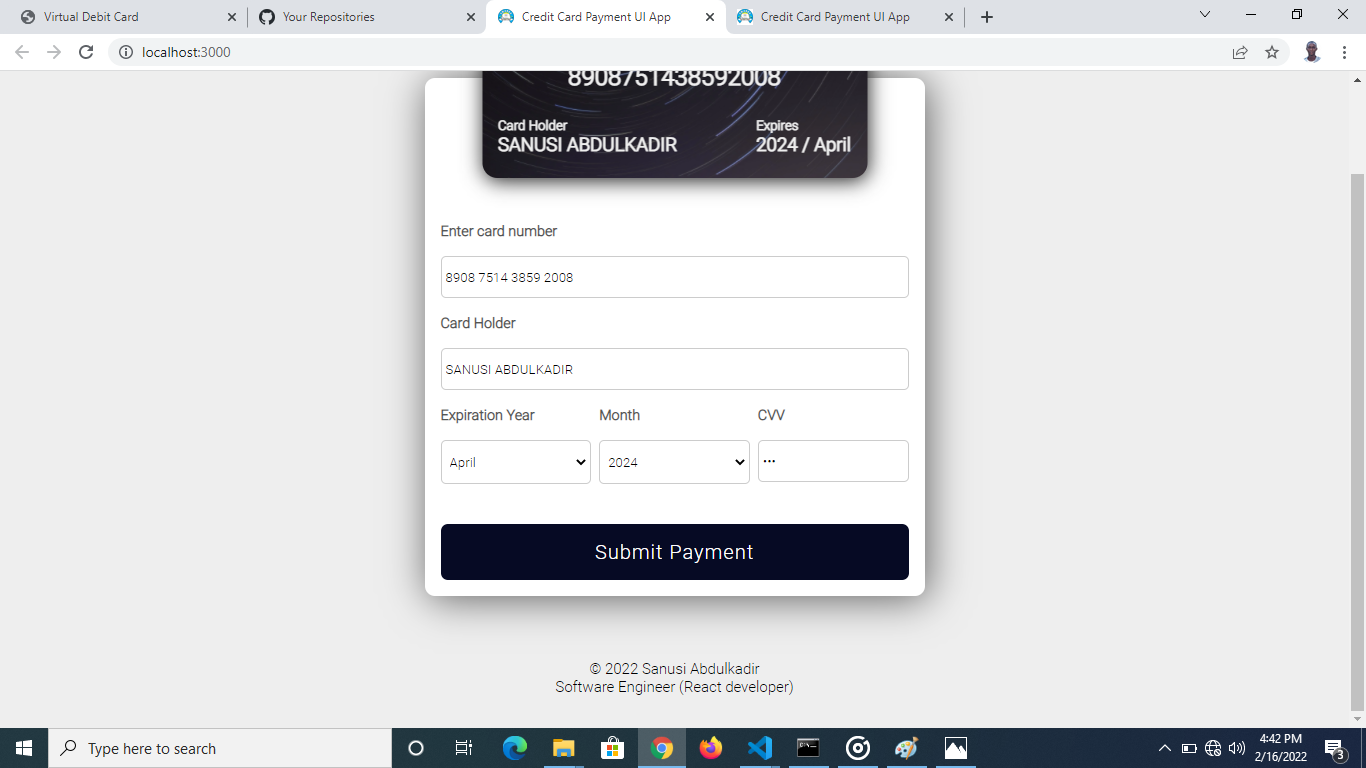 Virtual Debit Card
Your Repositories
Credit Card Payment UI App
Credit Card Payment UI App
localhost:3000
8908751438592008
Card Holder
Expires
SANUSI ABDULKADIR
2024 / April
Enter card number
8908 7514 3859 2008
Card Holder
SANUSI ABDULKADIR
Expiration Year
Month
CVV
April
2024
•••
Submit Payment
© 2022 Sanusi Abdulkadir
Software Engineer (React developer)
Type here to search
4:42 PM
2/16/2022
3